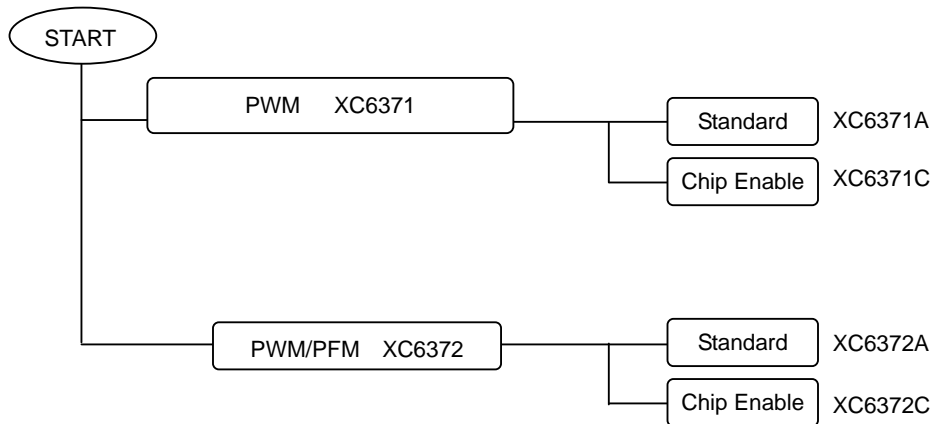 START
PWM XC6371
Standard XC6371A
Chip Enable XC6371C
PWM/PFM XC6372
Standard XC6372A
Chip Enable XC6372C